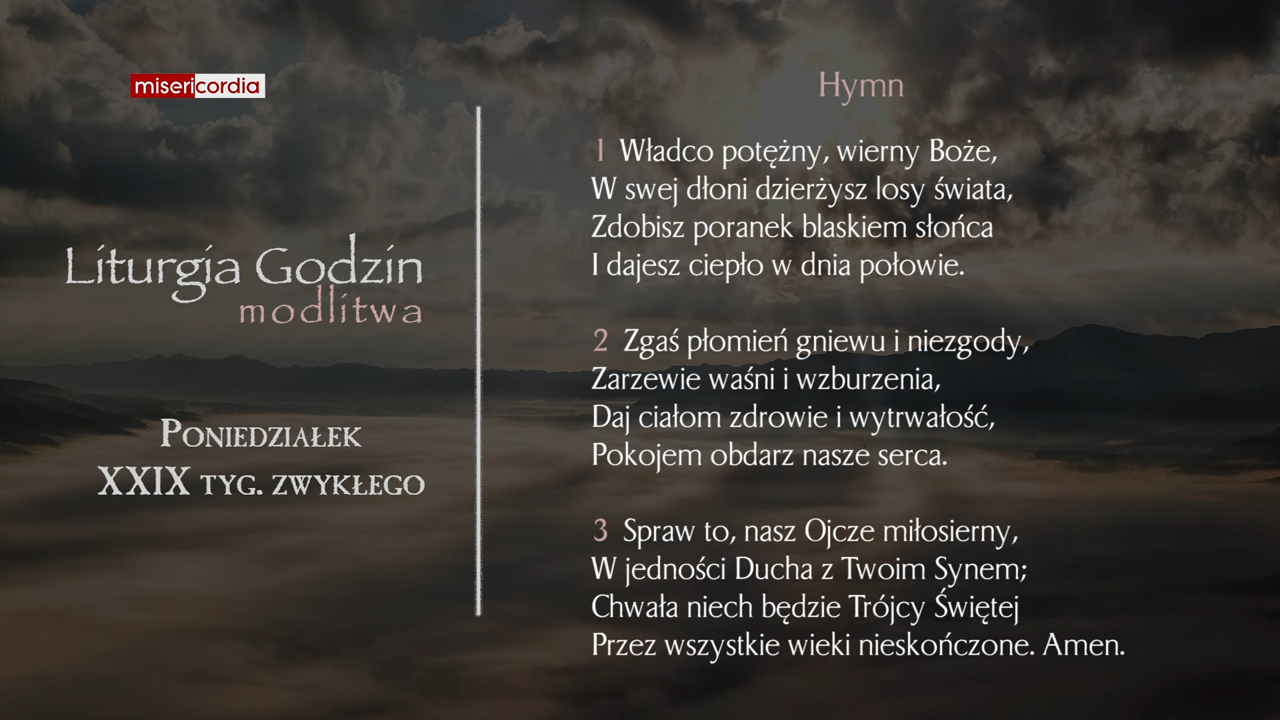 misericordia
Liturgia Godzin
modlitwa
Poniedziałek
XXIX tyg. zwykłego
Hymn
1 Władco potężny, wierny Boże,
W swej dłoni dzierżysz losy świata,
Zdobisz poranek blaskiem słońca
I dajesz ciepło w dnia połowie.
2 Zgaś płomień gniewu i niezgody,
Zarzewie waśni i wzburzenia,
Daj ciałom zdrowie i wytrwałość,
Pokojem obdarz nasze serca.
3 Spraw to, nasz Ojcze miłosierny,
W jedności Ducha z Twoim Synem;
Chwała niech będzie Trójcy Świętej
Przez wszystkie wieki nieskończone. Amen.